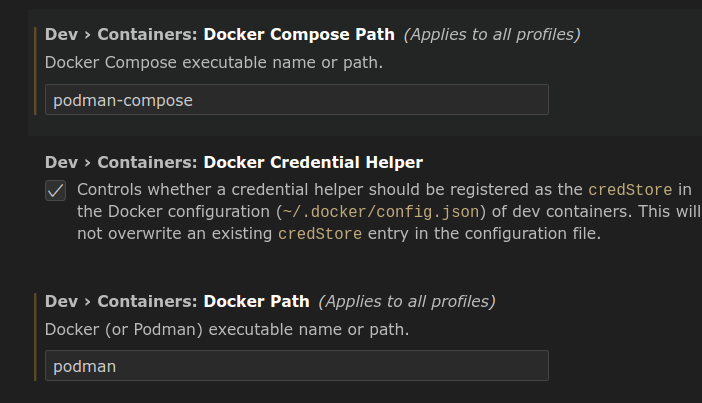 Dev › Containers: Docker Compose Path (Applies to all profiles)
Docker Compose executable name or path.
podman-compose
Dev › Containers: Docker Credential Helper
Controls whether a credential helper should be registered as the credStore in
the Docker configuration (~/.docker/config.json) of dev containers. This will
not overwrite an existing credStore entry in the configuration file.
Dev › Containers: Docker Path (Applies to all profiles)
Docker (or Podman) executable name or path.
podman